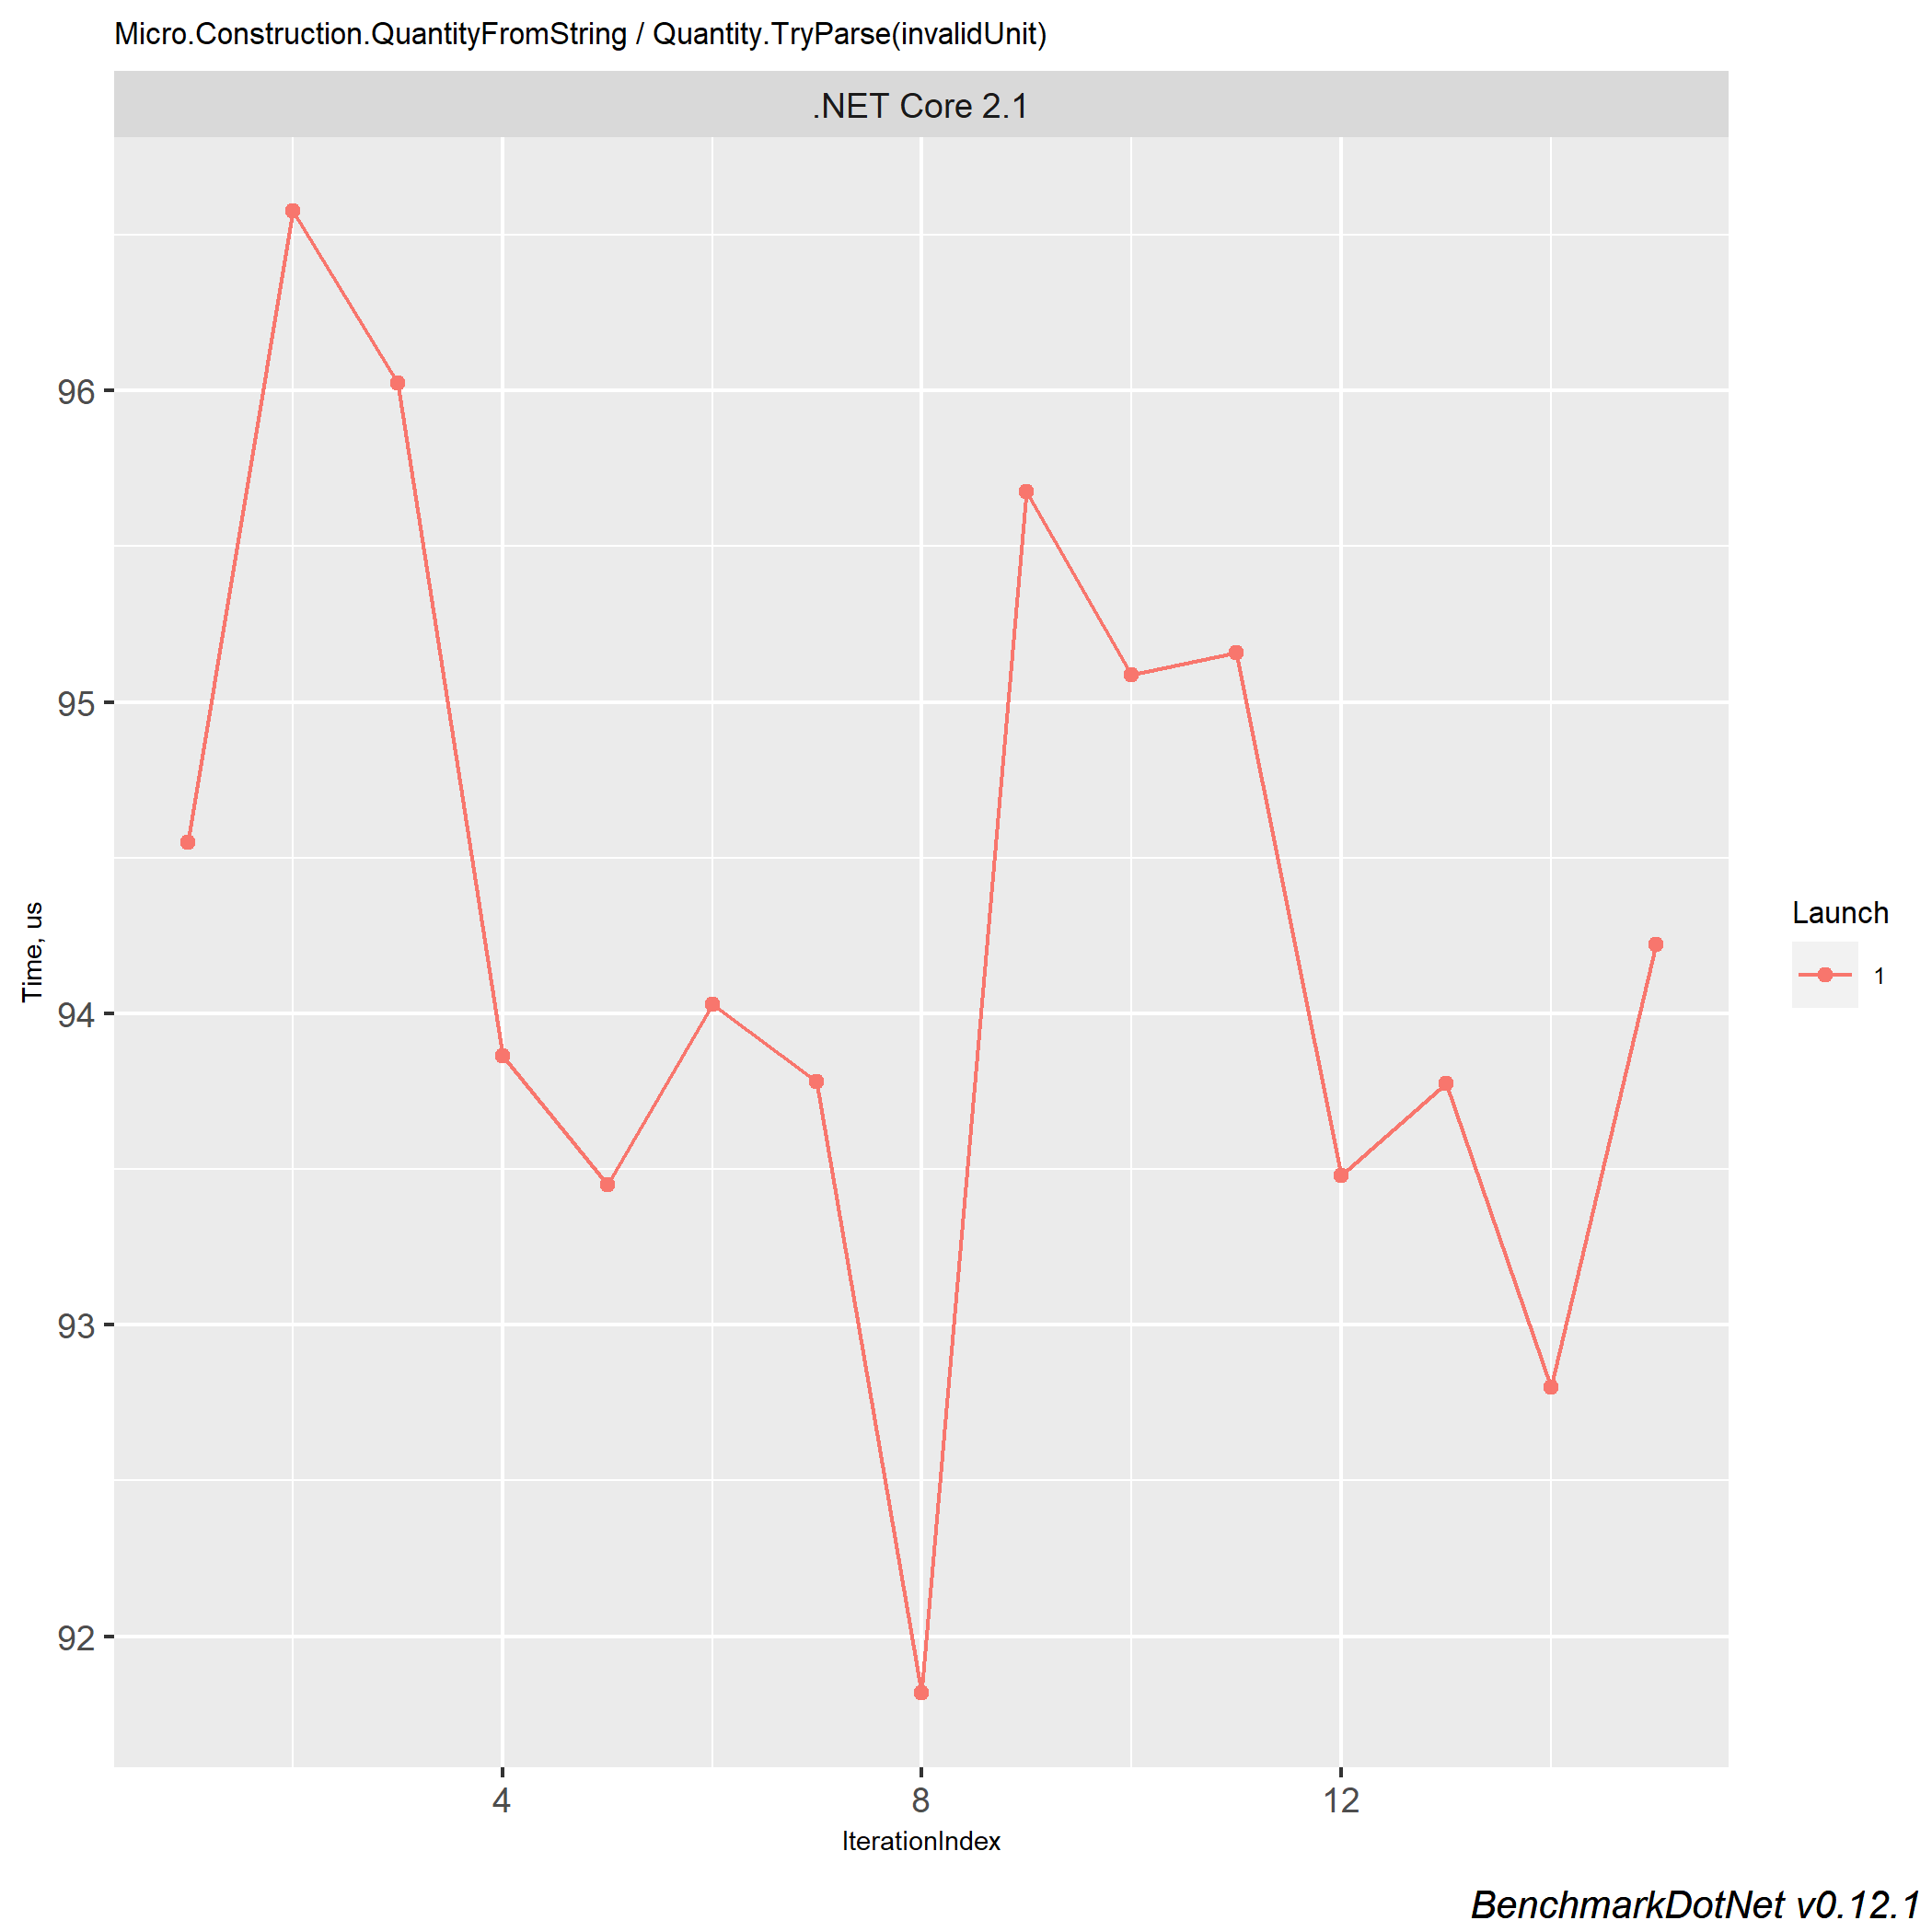 Micro.Construction.QuantityFromString / Quantity.TryParse(invalidUnit)
.NET Core 2.1
96
95
94
93
92
Time, us
4 8 12
IterationIndex
Launch
1
BenchmarkDotNet v0.12.1